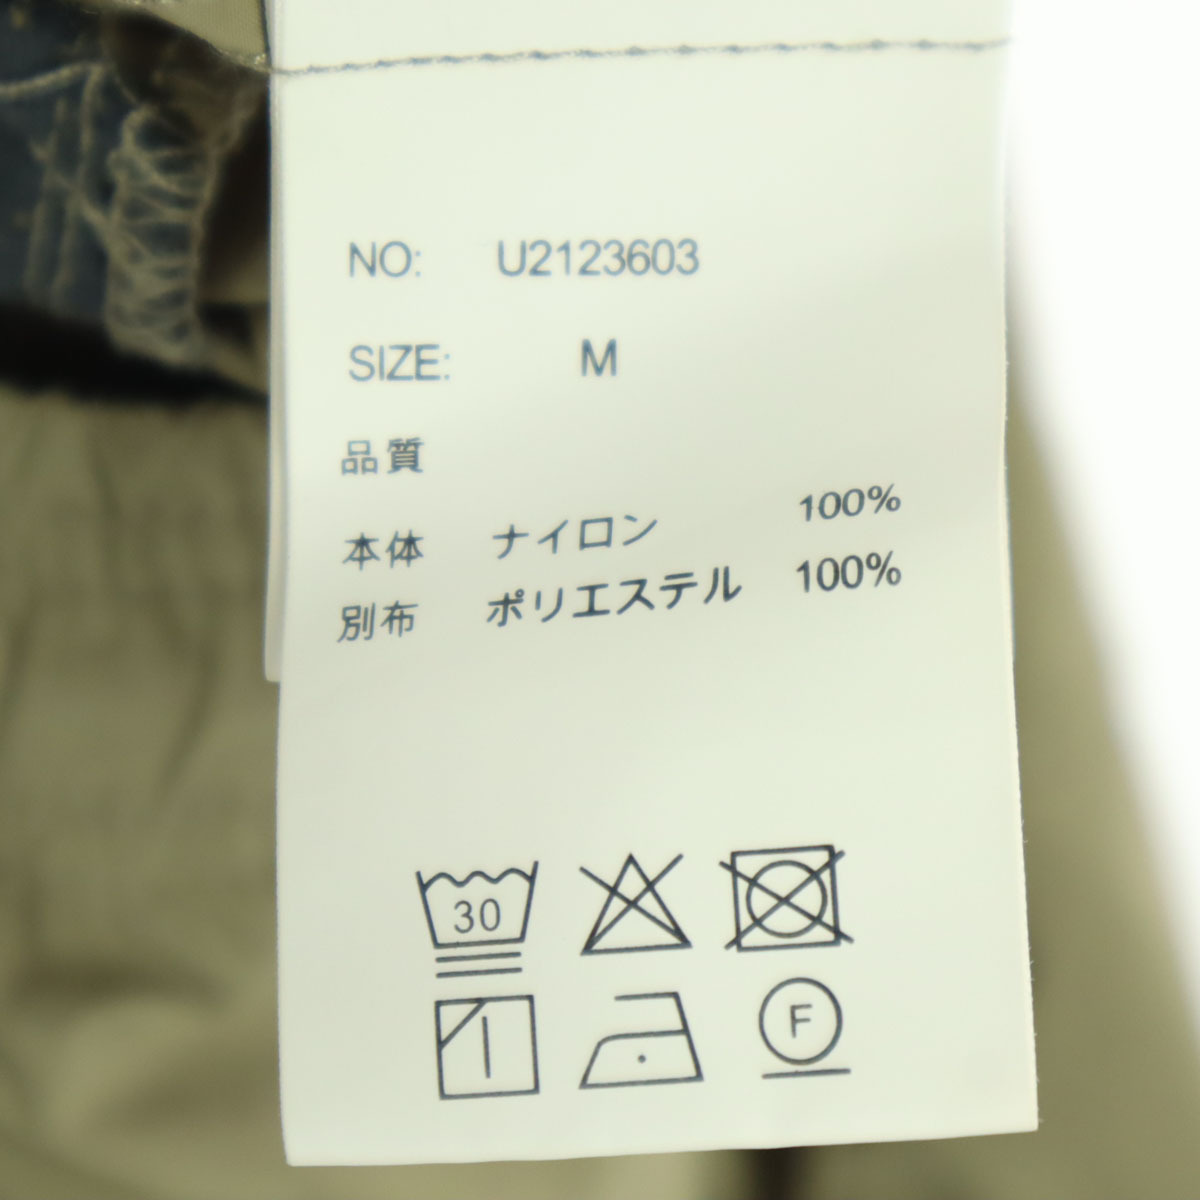 NO: U2123603
SIZE: M
品質
本体 ナイロン 100%
別布 ポリエステル 100%
30
F